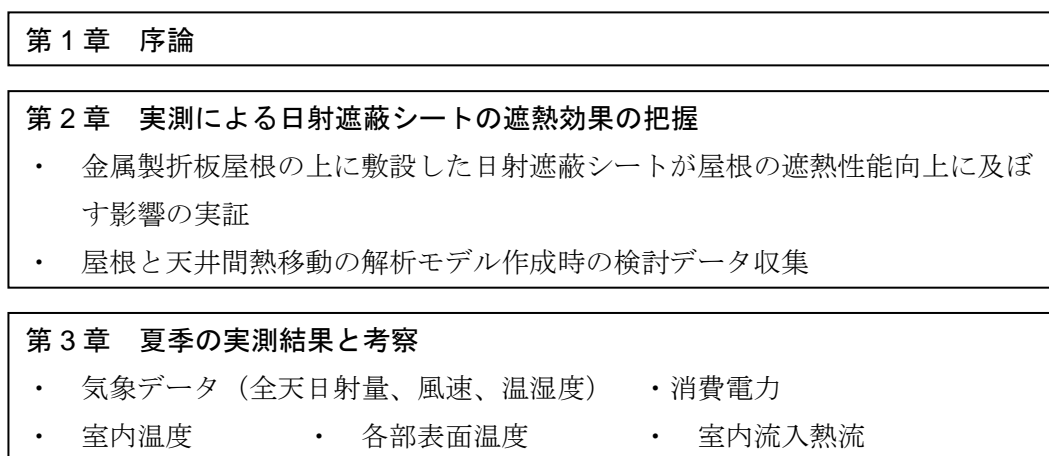 第 1 章　序論
第 2 章　実測による日射遮蔽シートの遮熱効果の把握
・　金属製折板屋根の上に敷設した日射遮蔽シートが屋根の遮熱性能向上に及ぼ
す影響の実証
・　屋根と天井間熱移動の解析モデル作成時の検討データ収集
第 3 章　夏季の実測結果と考察
・　気象データ（全天日射量、風速、温湿度）　・消費電力
・　室内温度　・　各部表面温度　・　室内流入熱流